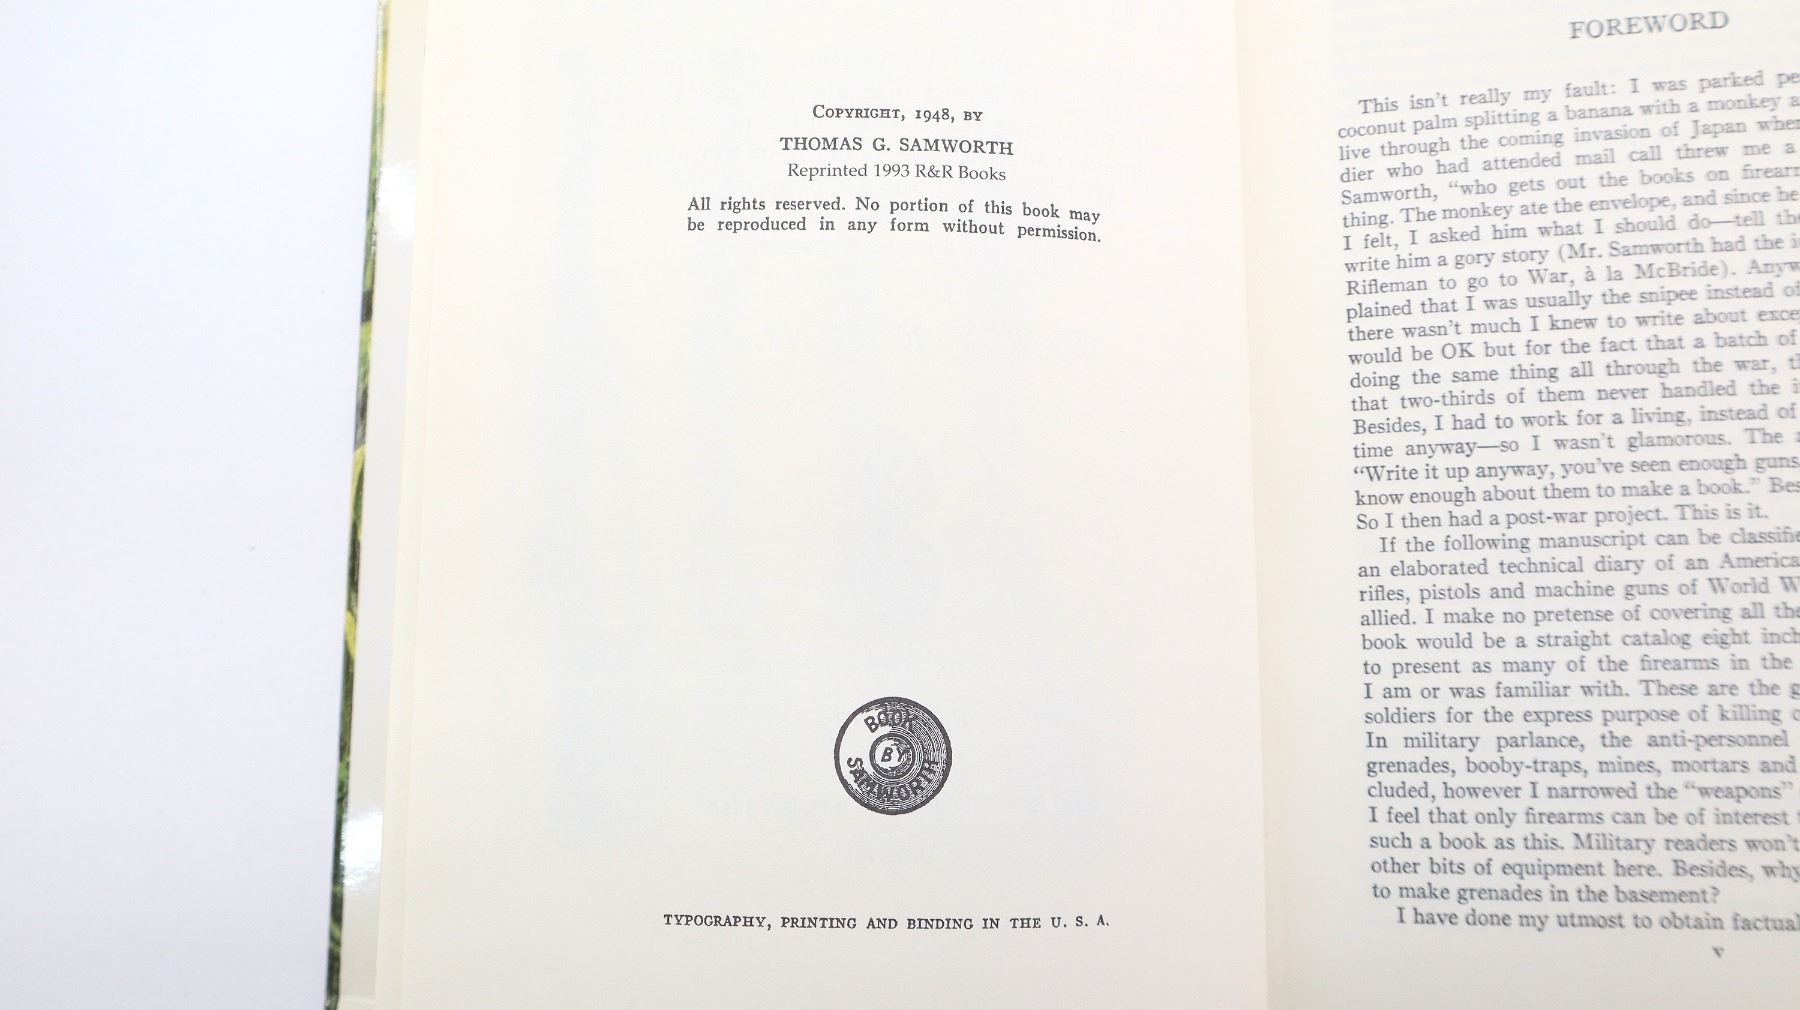 COPYRIGHT, 1948, BY
THOMAS G. SAMWORTH
Reprinted 1993 R&R Books
All rights reserved. No portion of this book may
be reproduced in any form without permission.
BOOK
BY
SAMWORTH
TYPOGRAPHY, PRINTING AND BINDING IN THE U. S. A.
FOREWORD
This isn't really my fault: I was parked
coconut palm splitting a banana with a monkey
live through the coming invasion of Japan
dier who had attended mail call threw me a
Samworth, "who gets out the books on
thing. The monkey ate the envelope, and since he
I felt, I asked him what I should do—tell
write him a gory story (Mr. Samworth had the
Rifleman to go to War, à la McBride).
plained that I was usually the snipee instead
there wasn't much I knew to write about
would be OK but for the fact that a batch of
doing the same thing all through the war,
that two-thirds of them never handled the
Besides, I had to work for a living, instead of
time anyway—so I wasn't glamorous. The
"Write it up anyway, you've seen enough guns
know enough about them to make a book."
So I then had a post-war project. This is it.
If the following manuscript can be
an elaborated technical diary of an
rifles, pistols and machine guns of World
allied. I make no pretense of covering all
book would be a straight catalog eight
to present as many of the firearms in the
I am or was familiar with. These are the
soldiers for the express purpose of killing
In military parlance, the anti-personnel
grenades, booby-traps, mines, mortars and
cluded, however I narrowed the "weapons"
I feel that only firearms can be of interest
such a book as this. Military readers won't
other bits of equipment here. Besides, why
to make grenades in the basement?
I have done my utmost to obtain factual
v